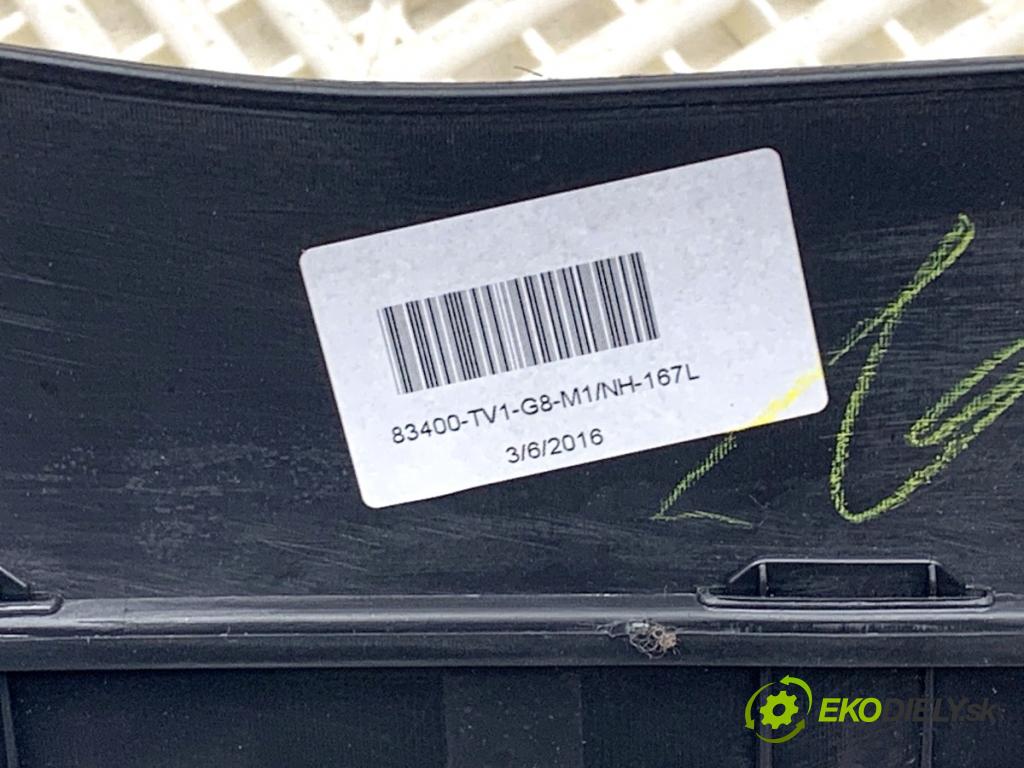 83400-TV1-G8-M1/NH-167L
3/6/2016
EKODIELY.sk